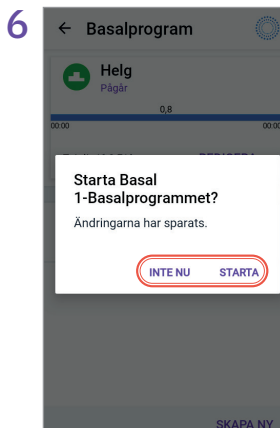 6
Basalprogram
Helg
Pågår
0,8
00:00 00:00
Starta Basal
1-Basalprogrammet?
Ändringarna har sparats.
INTE NU STARTA
SKAPA NY